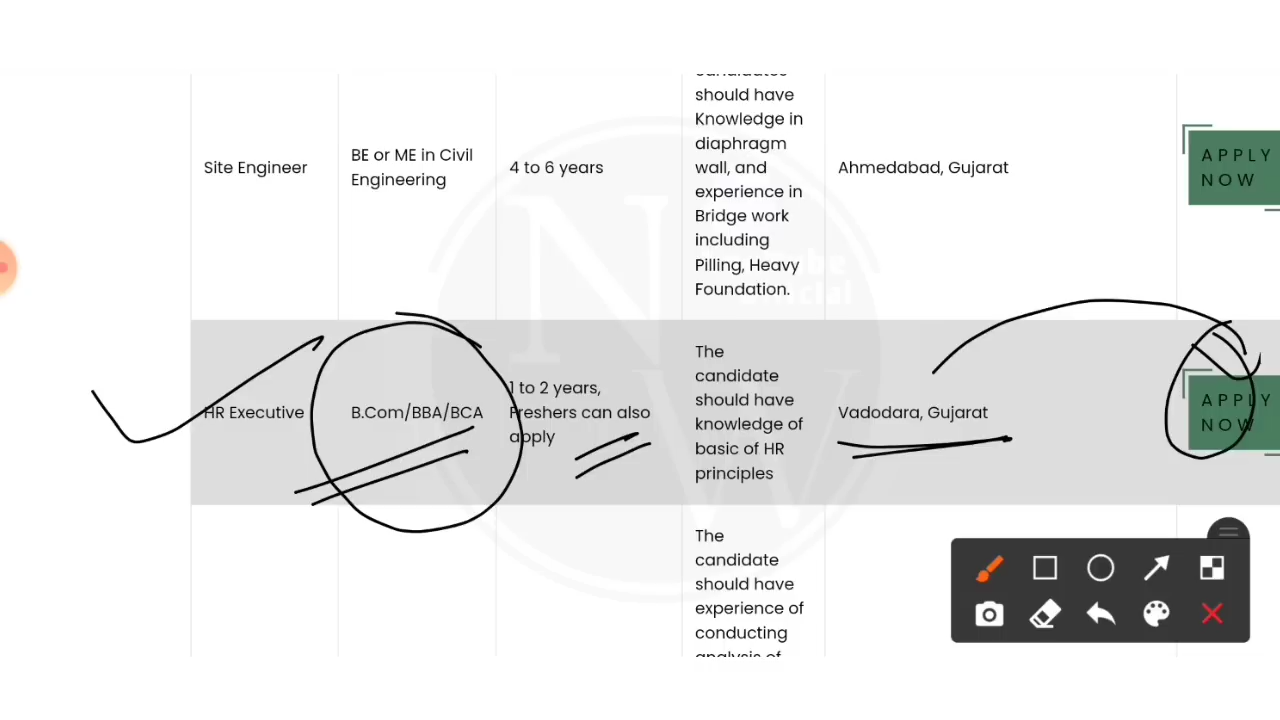 should have
Knowledge in
diaphragm
wall, and
experience in
Bridge work
including
Pilling, Heavy
Foundation.
Site Engineer
BE or ME in Civil
Engineering
4 to 6 years
Ahmedabad, Gujarat
APPLY
NOW
HR Executive
B.Com/BBA/BCA
1 to 2 years,
Freshers can also
apply
The
candidate
should have
knowledge of
basic of HR
principles
Vadodara, Gujarat
APPLY
NOW
The
candidate
should have
experience of
conducting
N
W